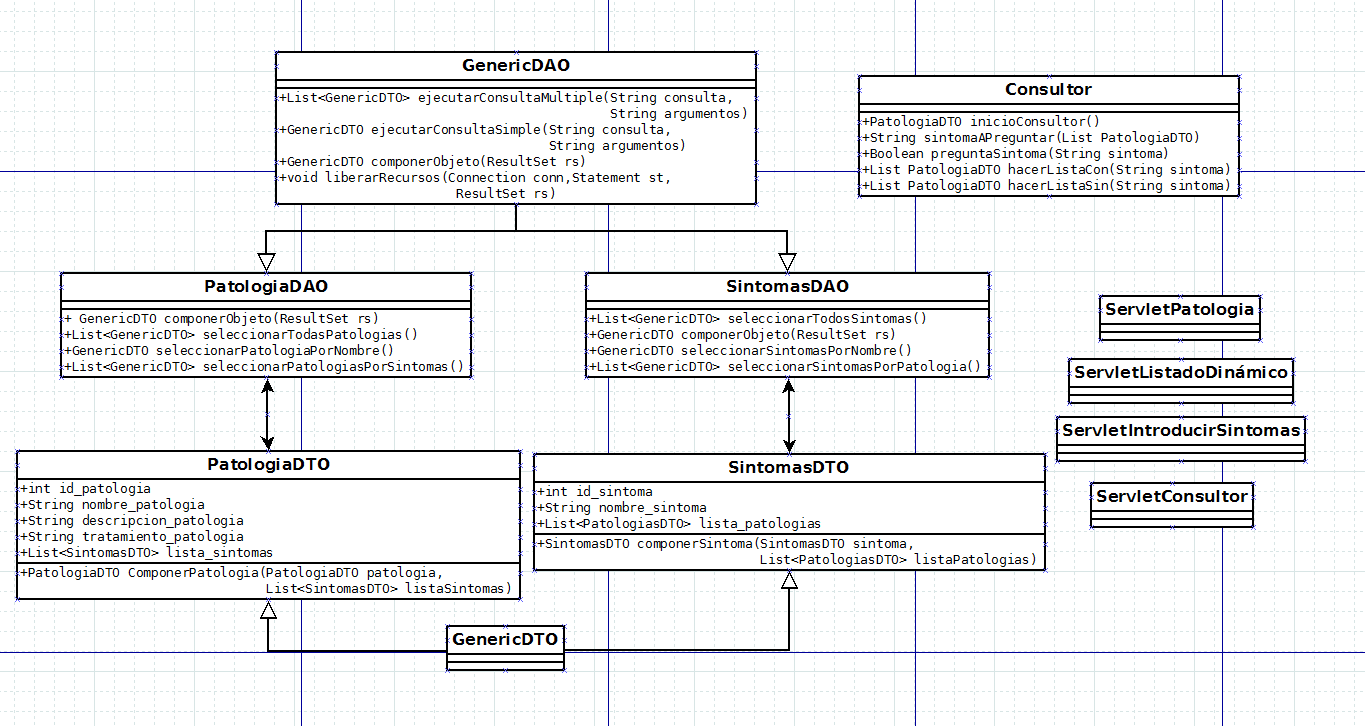 GenericDAO
+List<GenericDTO> ejecutarConsultaMultiple(String consulta,
String argumentos)
+GenericDTO ejecutarConsultaSimple(String consulta,
String argumentos)
+GenericDTO componerObjeto(ResultSet rs)
+void liberarRecursos(Connection conn,Statement st,
ResultSet rs)
Consultor
+PatologiaDTO inicioConsultor()
+String sintomaAPreguntar(List PatologiaDTO)
+Boolean preguntaSintoma(String sintoma)
+List PatologiaDTO hacerListaCon(String sintoma)
+List PatologiaDTO hacerListaSin(String sintoma)
PatologiaDAO
+ GenericDTO componerObjeto(ResultSet rs)
+List<GenericDTO> seleccionarTodasPatologias()
+GenericDTO seleccionarPatologiaPorNombre()
+List<GenericDTO> seleccionarPatologiasPorSintomas()
SintomasDAO
+List<GenericDTO> seleccionarTodosSintomas()
+GenericDTO componerObjeto(ResultSet rs)
+GenericDTO seleccionarSintomasPorNombre()
+List<GenericDTO> seleccionarSintomasPorPatologia()
ServletPatologia
ServletListadoDinámico
ServletIntroducirSintomas
ServletConsultor
PatologiaDTO
+int id_patologia
+String nombre_patologia
+String descripcion_patologia
+String tratamiento_patologia
+List<SintomasDTO> lista_sintomas
+PatologiaDTO ComponerPatologia(PatologiaDTO patologia,
List<SintomasDTO> listaSintomas)
SintomasDTO
+int id_sintoma
+String nombre_sintoma
+List<PatologiasDTO> lista_patologias
+SintomasDTO componerSintoma(SintomasDTO sintoma,
List<PatologiasDTO> listaPatologias)
GenericDTO